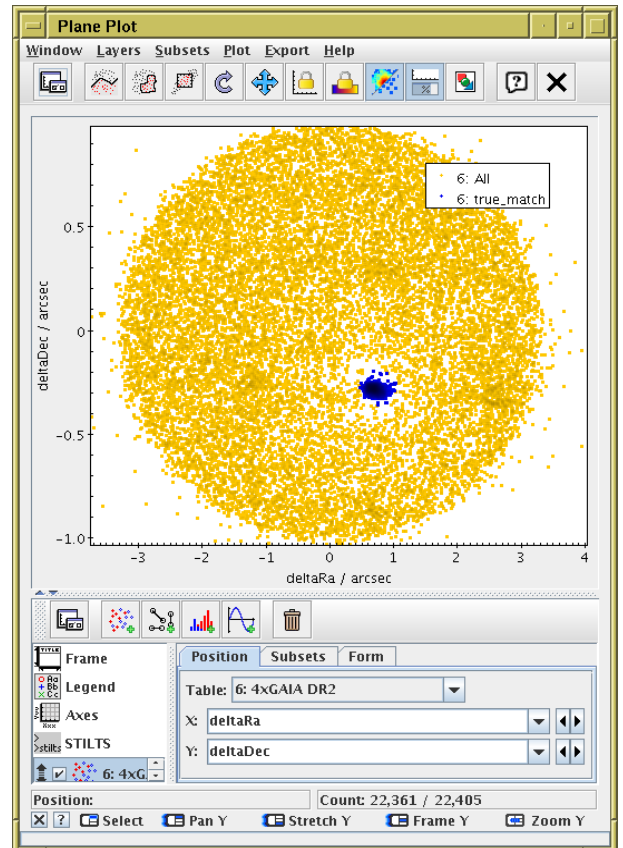 Plane Plot
Window Layers Subsets Plot Export Help
6: All
6: true_match
0.5
0
-0.5
-1.0
deltaDec / arcsec
-3 -2 -1 0 1 2 3 4
deltaRa / arcsec
Frame
Legend
Axes
STILTS
6: 4xG
Position Subsets Form
Table: 6: 4xGAIA DR2
X: deltaRa
Y: deltaDec
Position: Count: 22,361 / 22,405
Select Pan Y Stretch Y Frame Y Zoom Y